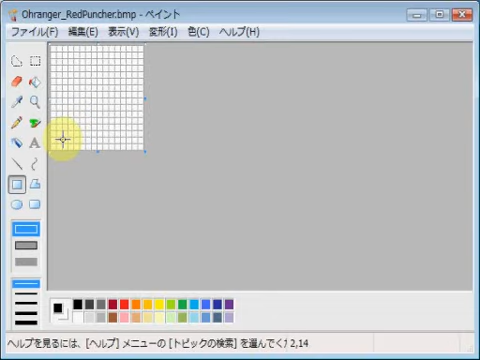 Ohranger_RedPuncher.bmp - ペイント
ファイル(F) 編集(E) 表示(V) 変形(I) 色(C) ヘルプ(H)
A
ヘルプを見るには、[ヘルプ] メニューの [トピックの検索] を選んでく 2,14